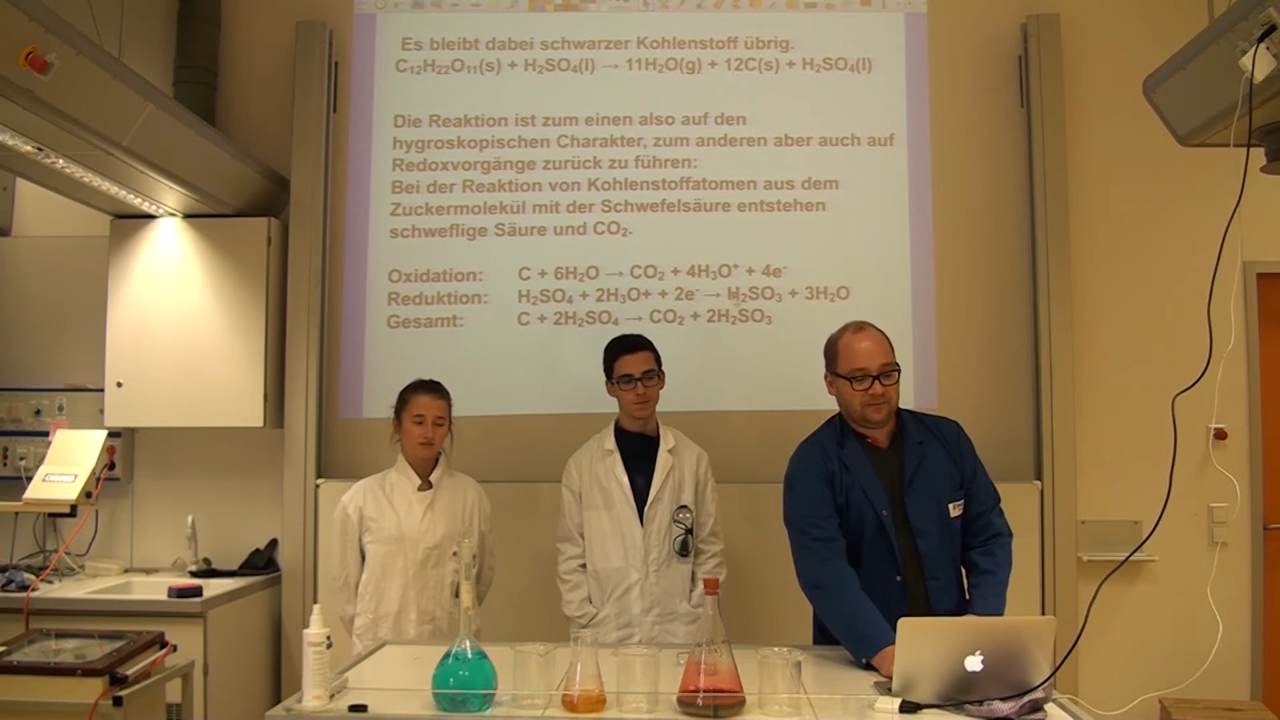 Es bleibt dabei schwarzer Kohlenstoff übrig.
C₁₂H₂₂O₁₁(s) + H₂SO₄(l) → 11H₂O(g) + 12C(s) + H₂SO₄(l)
Die Reaktion ist zum einen also auf den
hygroskopischen Charakter, zum anderen aber auch auf
Redoxvorgänge zurück zu führen:
Bei der Reaktion von Kohlenstoffatomen aus dem
Zuckermolekül mit der Schwefelsäure entstehen
schweflige Säure und CO₂.
Oxidation: C + 6H₂O → CO₂ + 4H₃O⁺ + 4e⁻
Reduktion: H₂SO₄ + 2H₃O+ + 2e⁻ → H₂SO₃ + 3H₂O
Gesamt: C + 2H₂SO₄ → CO₂ + 2H₂SO₃